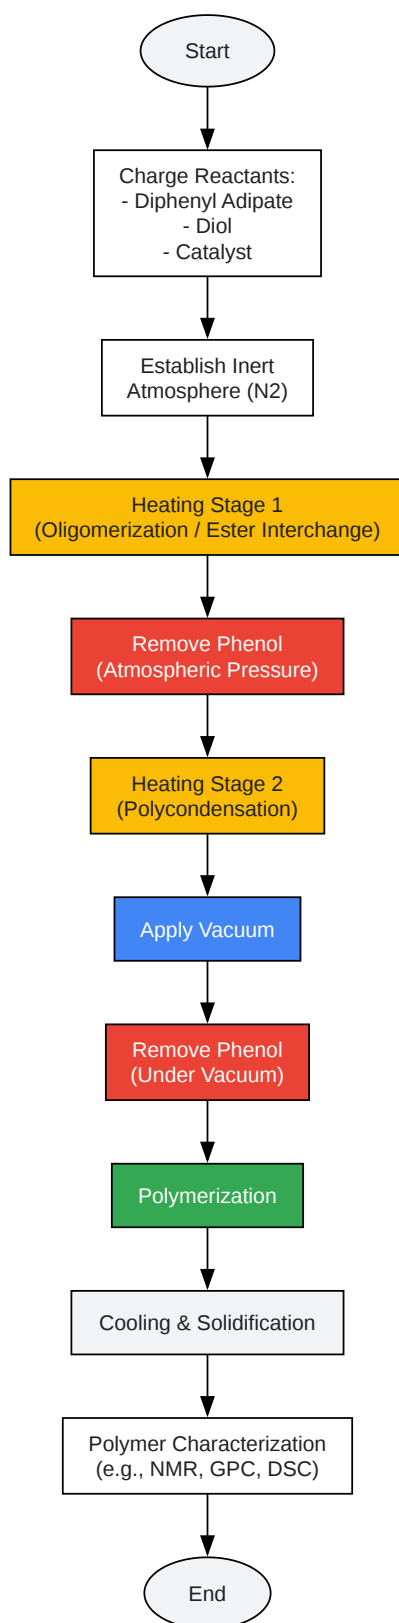 Start
Charge Reactants:
- Diphenyl Adipate
- Diol
- Catalyst
Establish Inert
Atmosphere (N2)
Heating Stage 1
(Oligomerization / Ester Interchange)
Remove Phenol
(Atmospheric Pressure)
Heating Stage 2
(Polycondensation)
Apply Vacuum
Remove Phenol
(Under Vacuum)
Polymerization
Cooling & Solidification
Polymer Characterization
(e.g., NMR, GPC, DSC)
End